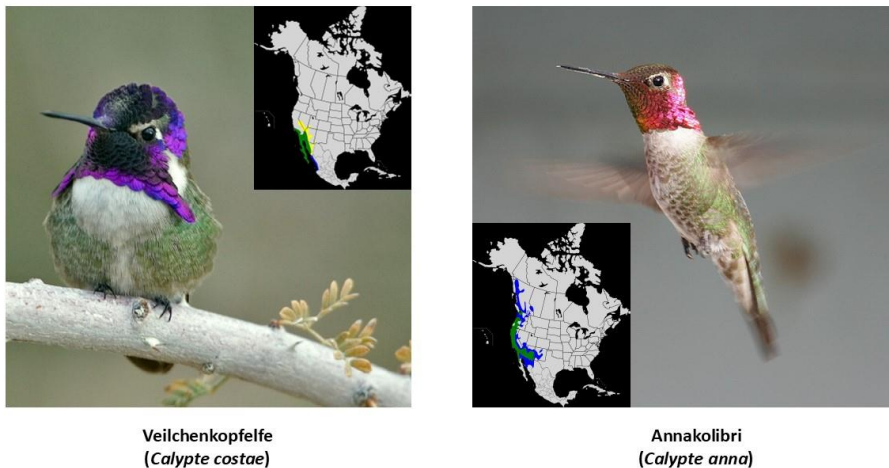 Veilchenkopfelfe
(Calypte costae)
Annakolibri
(Calypte anna)